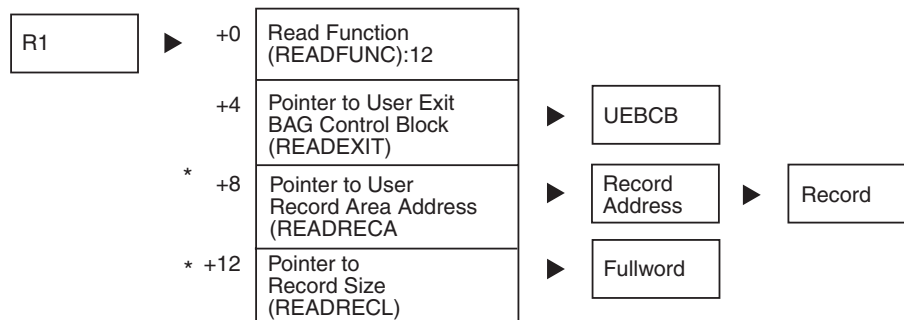 R1
+0
Read Function
(READFUNC):12
+4
Pointer to User Exit
BAG Control Block
(READEXIT)
UEBCB
* +8
Pointer to User
Record Area Address
(READRECA
Record
Address
Record
* +12
Pointer to
Record Size
(READRECL)
Fullword